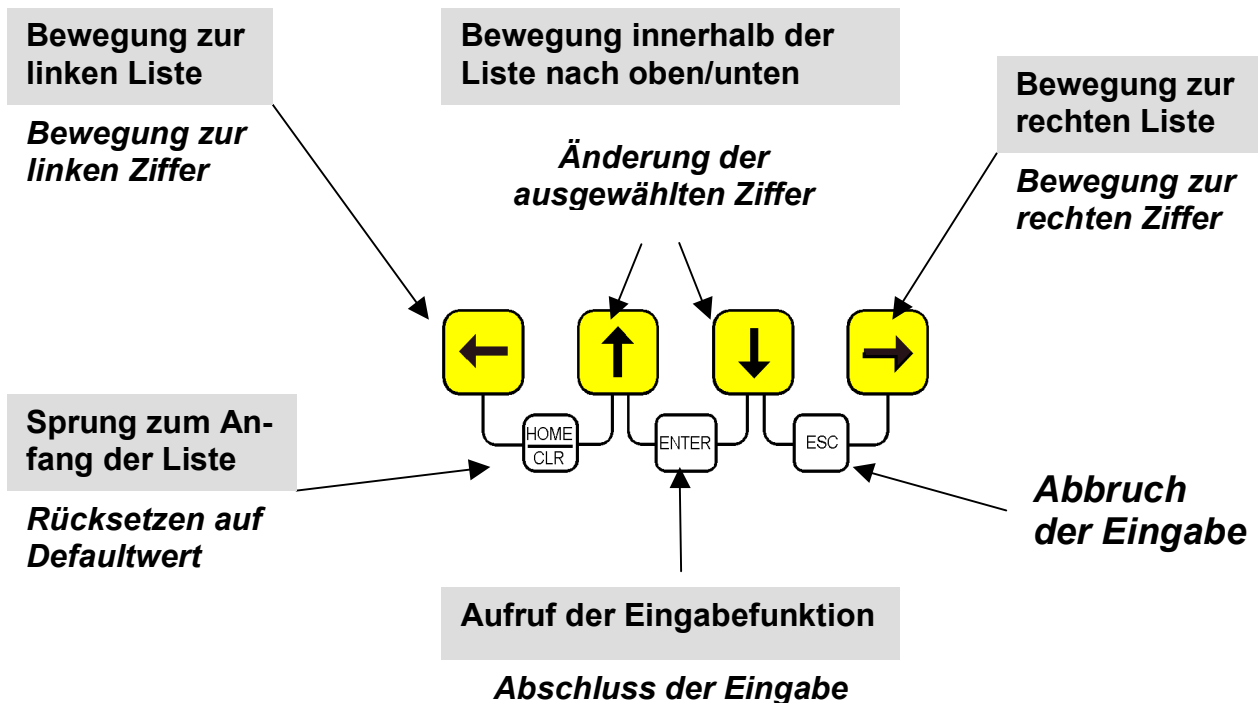 Bewegung zur
linken Liste
Bewegung zur
linken Ziffer
Bewegung innerhalb der
Liste nach oben/unten
Änderung der
ausgewählten Ziffer
Bewegung zur
rechten Liste
Bewegung zur
rechten Ziffer
Sprung zum An-
fang der Liste
Rücksetzen auf
Defaultwert
HOME
CLR
ENTER
ESC
Abbruch
der Eingabe
Aufruf der Eingabefunktion
Abschluss der Eingabe